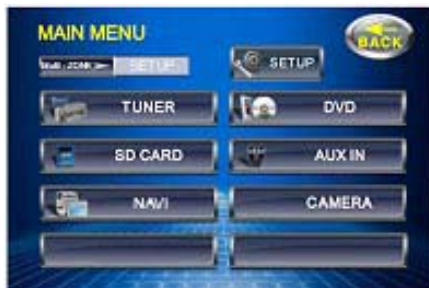 MAIN MENU
BACK
SETUP
SETUP
TUNER
DVD
SD CARD
AUX IN
NAVI
CAMERA